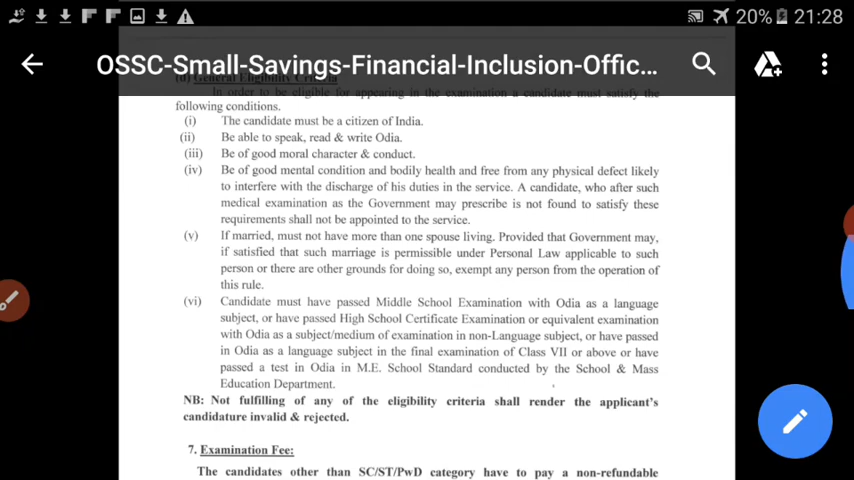 20% 21:28
OSSC-Small-Savings-Financial-Inclusion-Offic...
(d) General Eligibility Criteria
In order to be eligible for appearing in the examination a candidate must satisfy the
following conditions.
(i) The candidate must be a citizen of India.
(ii) Be able to speak, read & write Odia.
(iii) Be of good moral character & conduct.
(iv) Be of good mental condition and bodily health and free from any physical defect likely
to interfere with the discharge of his duties in the service. A candidate, who after such
medical examination as the Government may prescribe is not found to satisfy these
requirements shall not be appointed to the service.
(v) If married, must not have more than one spouse living. Provided that Government may,
if satisfied that such marriage is permissible under Personal Law applicable to such
person or there are other grounds for doing so, exempt any person from the operation of
this rule.
(vi) Candidate must have passed Middle School Examination with Odia as a language
subject, or have passed High School Certificate Examination or equivalent examination
with Odia as a subject/medium of examination in non-Language subject, or have passed
in Odia as a language subject in the final examination of Class VII or above or have
passed a test in Odia in M.E. School Standard conducted by the School & Mass
Education Department.
NB: Not fulfilling of any of the eligibility criteria shall render the applicant's
candidature invalid & rejected.
7. Examination Fee:
The candidates other than SC/ST/PwD category have to pay a non-refundable